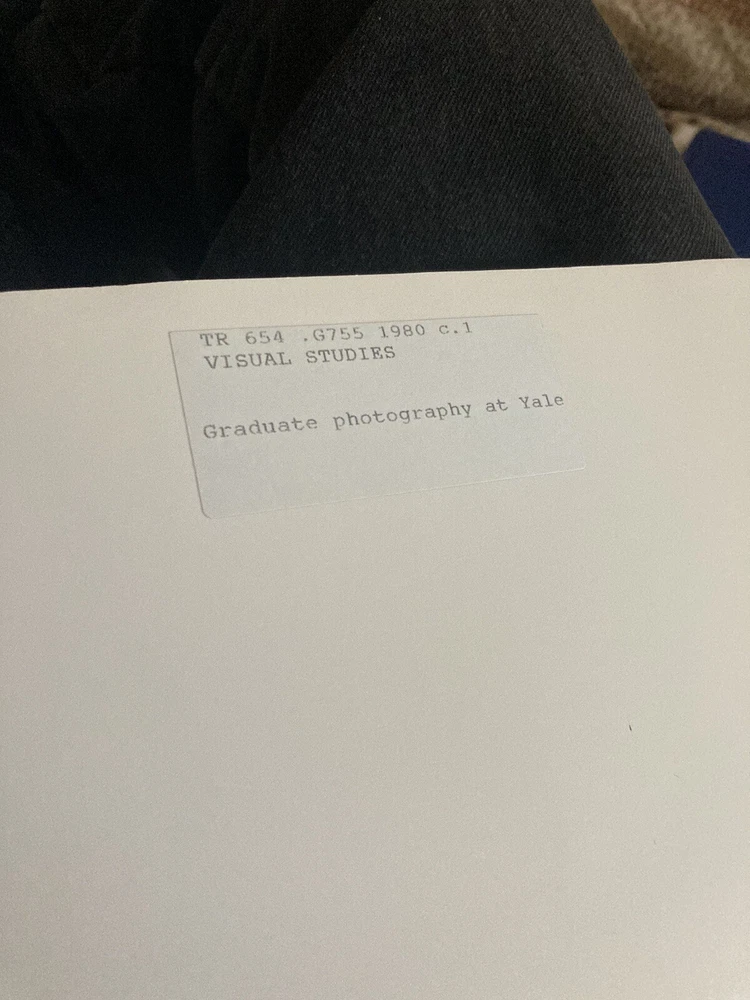 TR 654 .G755 1980 c.1
VISUAL STUDIES
Graduate photography at Yale